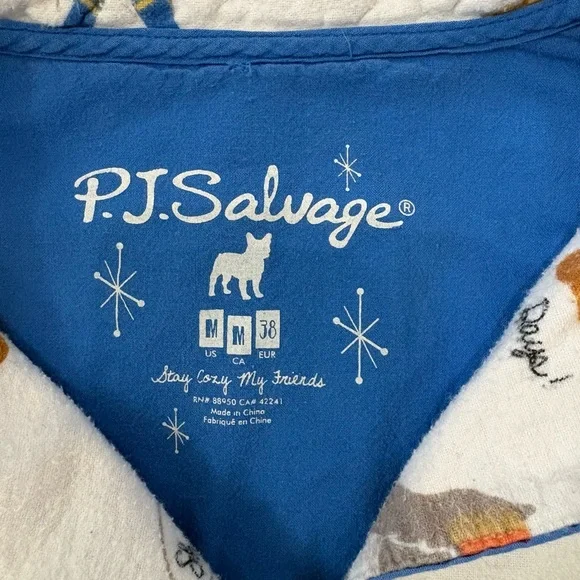 P.J.Salvage®
M M 38
US CA EUR
Stay Cozy My Friends
RN# 88950 CA# 42241
Made in China
Fabriqué en Chine
Days!